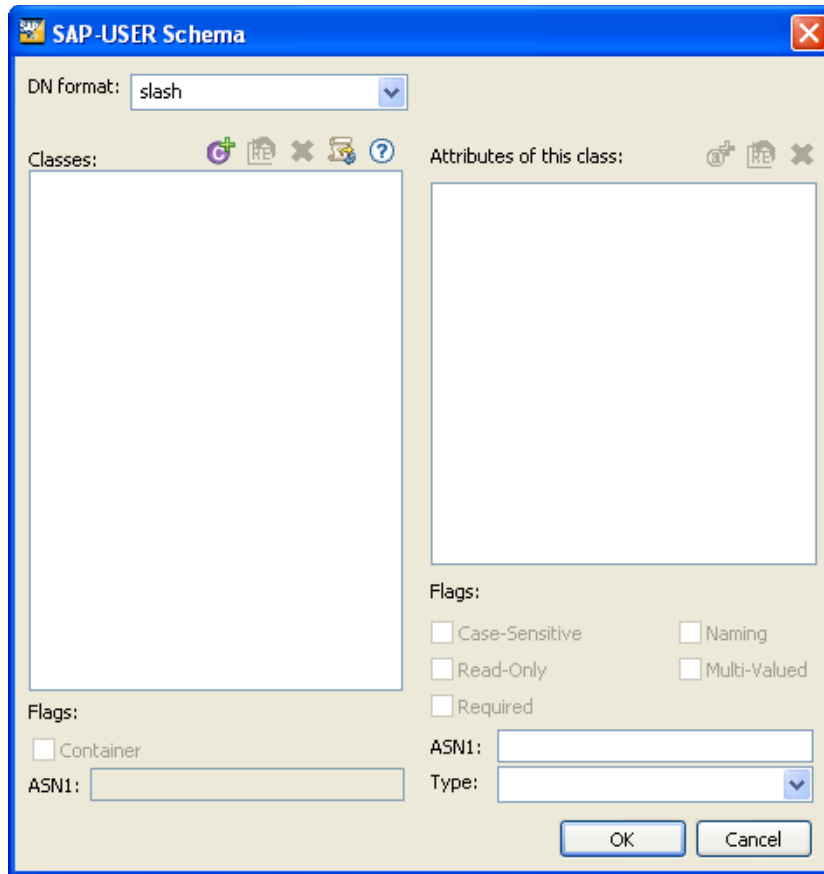 SAP-USER Schema
DN format: slash
Classes:
Attributes of this class:
Flags:
Container
ASN1:
Flags:
Case-Sensitive Naming
Read-Only Multi-Valued
Required
ASN1:
Type:
OK Cancel